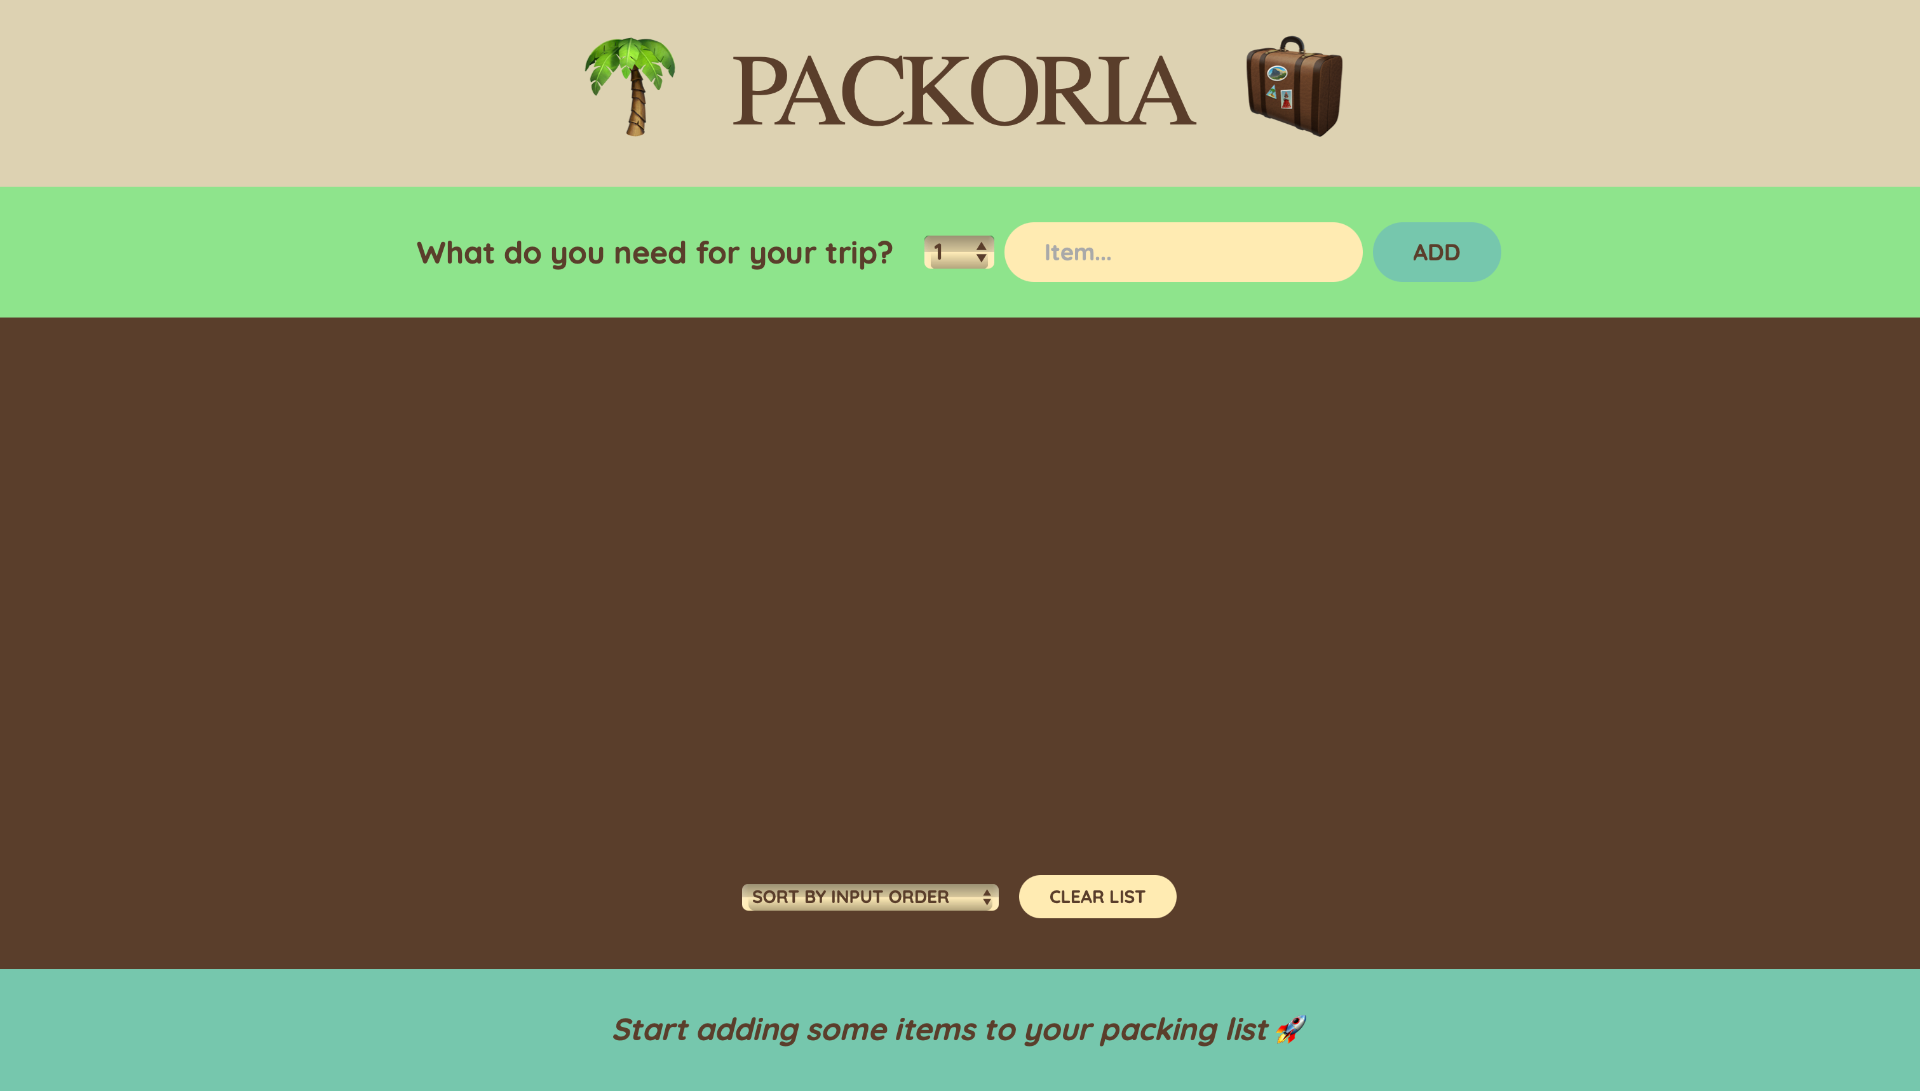 PACKORIA
What do you need for your trip? 1 Item... ADD
SORT BY INPUT ORDER CLEAR LIST
Start adding some items to your packing list 🚀